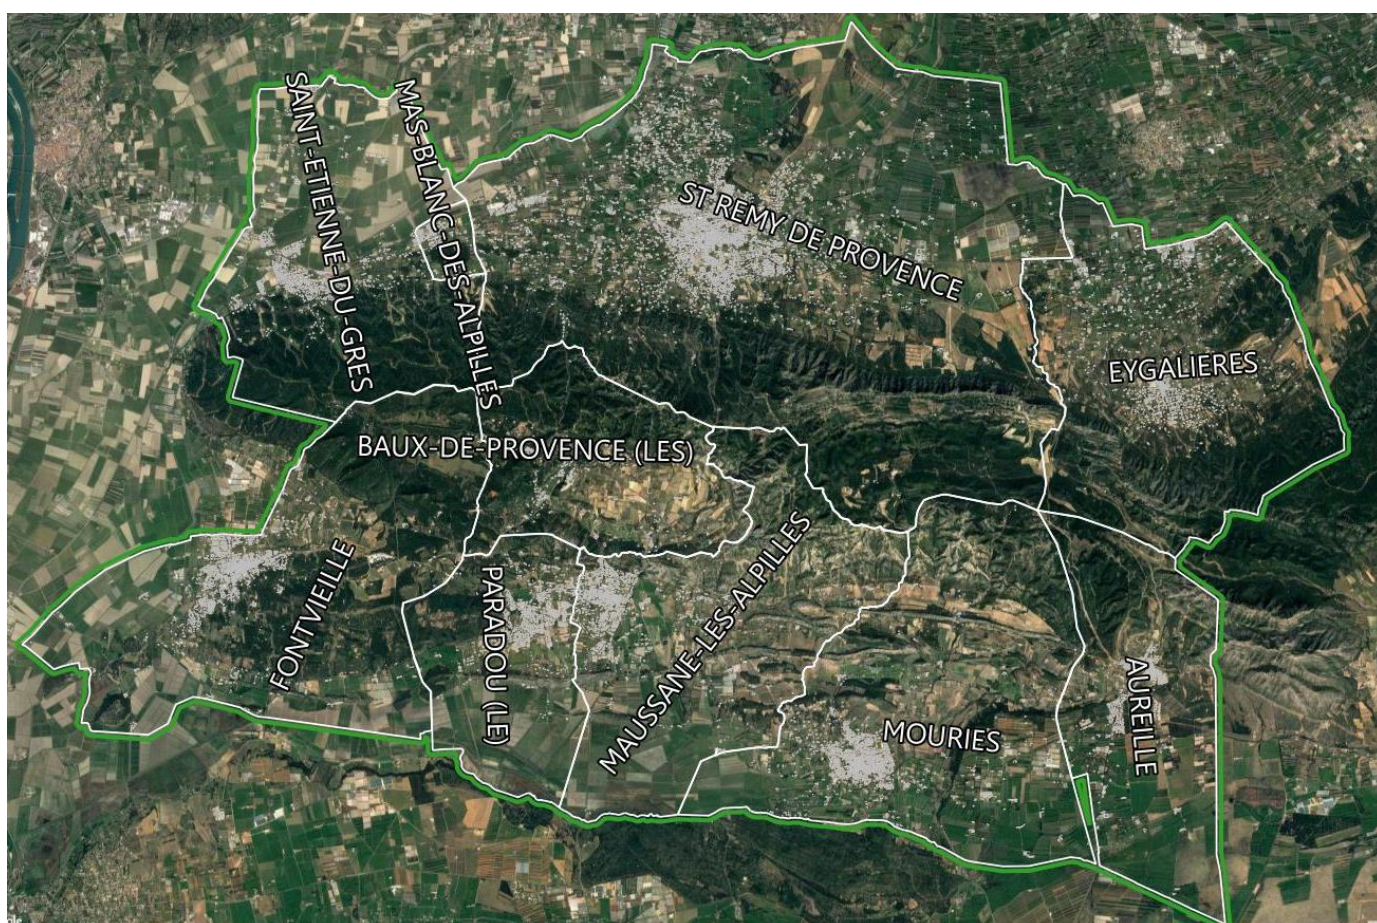 SAINT-ETIENNE-DU-GRES
MAS-BLANC-DES-ALPILLES
ST REMY DE PROVENCE
EYGALIERES
BAUX-DE-PROVENCE (LES)
FONTVIEILLE
PARADOU (LE)
MAUSSANE-LES-ALPILLES
MOURIES
AUREILLE